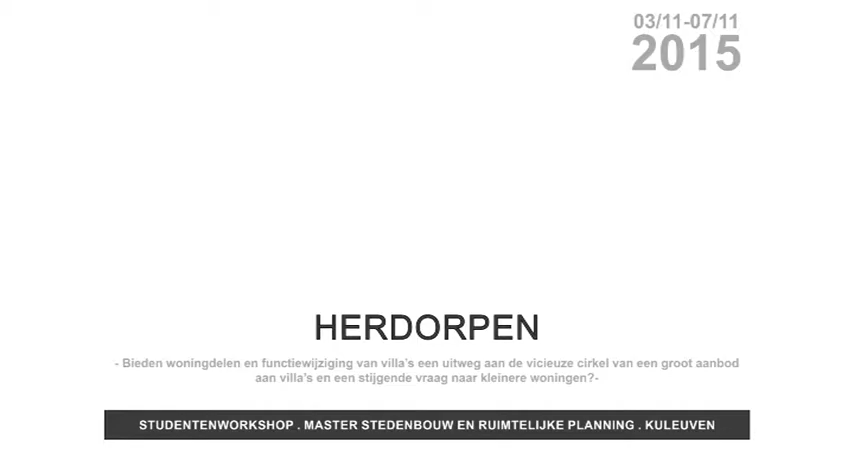 03/11-07/11
2015
HERDORPEN
- Bieden woningdelen en functiewijziging van villa's een uitweg aan de vicieuze cirkel van een groot aanbod
aan villa's en een stijgende vraag naar kleinere woningen?-
STUDENTENWORKSHOP . MASTER STEDENBOUW EN RUIMTELIJKE PLANNING . KULEUVEN